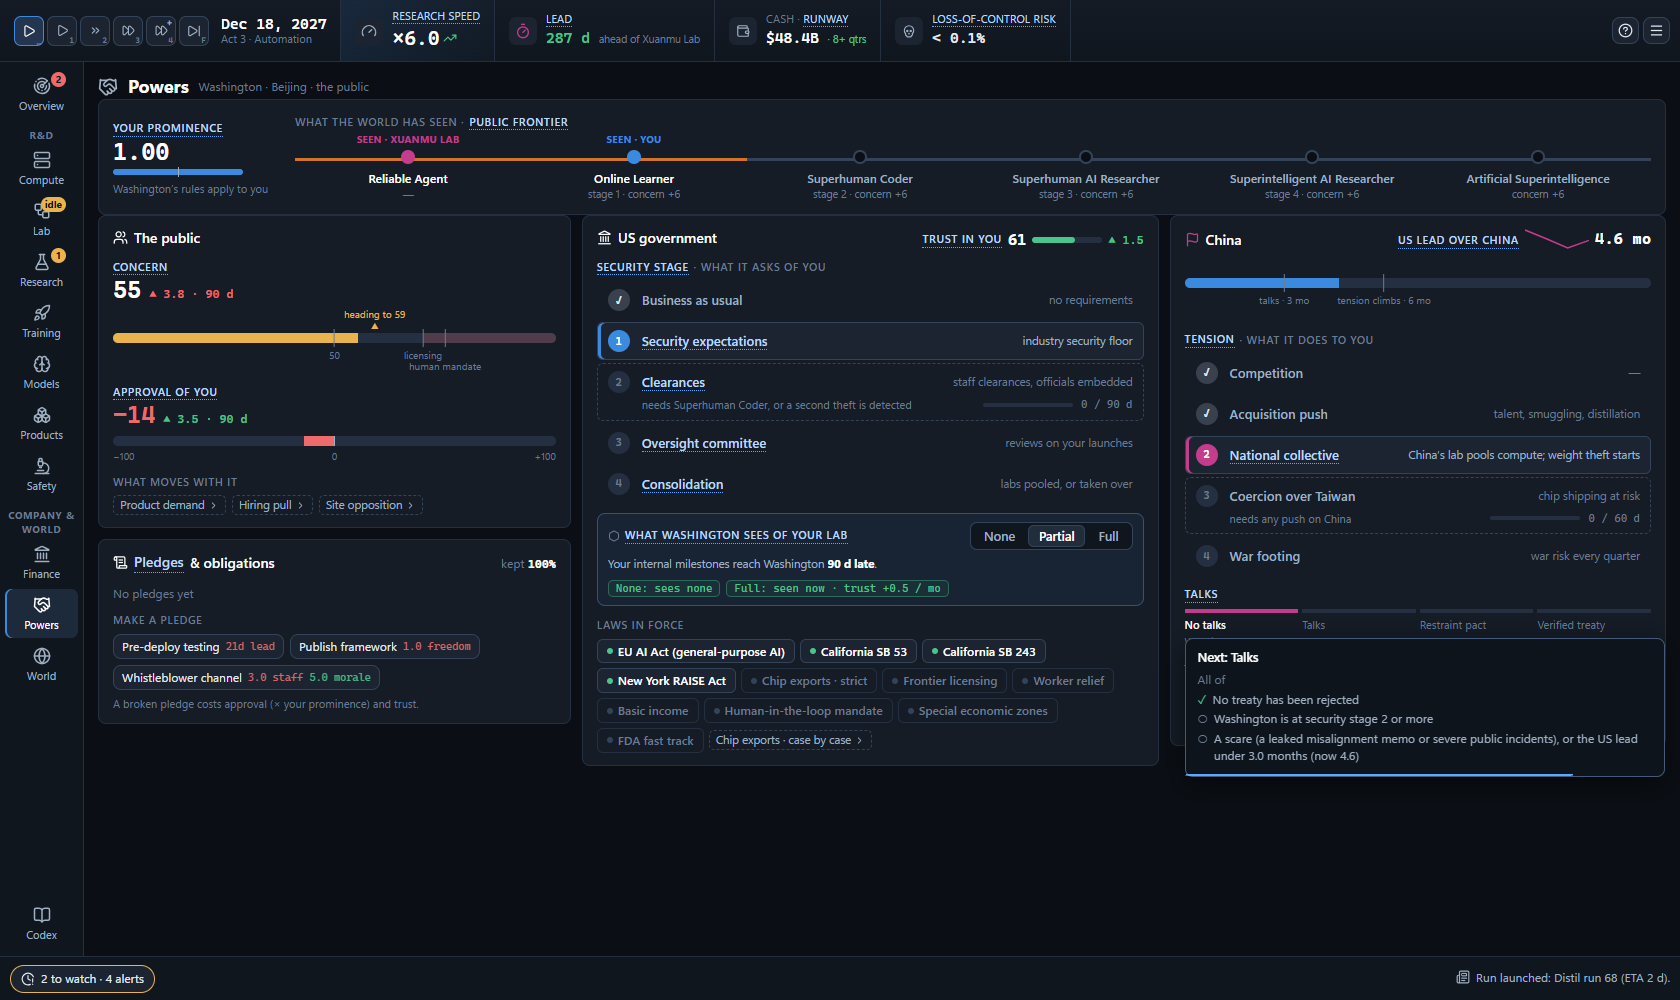 1
2
3
4
F
Dec 18, 2027
Act 3 · Automation
RESEARCH SPEED
×6.0
LEAD
287 d ahead of Xuanmu Lab
CASH · RUNWAY
$48.4B · 8+ qtrs
LOSS-OF-CONTROL RISK
< 0.1%
2
Overview
R&D
Compute
idle
Lab
1
Research
Training
Models
Products
Safety
COMPANY &
WORLD
Finance
Powers
World
Codex
Powers Washington · Beijing · the public
YOUR PROMINENCE
1.00
Washington's rules apply to you
WHAT THE WORLD HAS SEEN · PUBLIC FRONTIER
SEEN · XUANMU LAB
SEEN · YOU
Reliable Agent
—
Online Learner
stage 1 · concern +6
Superhuman Coder
stage 2 · concern +6
Superhuman AI Researcher
stage 3 · concern +6
Superintelligent AI Researcher
stage 4 · concern +6
Artificial Superintelligence
concern +6
The public
CONCERN
55 ▲ 3.8 · 90 d
heading to 59
50
licensing
human mandate
APPROVAL OF YOU
−14 ▲ 3.5 · 90 d
−100
0
+100
WHAT MOVES WITH IT
Product demand ›
Hiring pull ›
Site opposition ›
Pledges & obligations
kept 100%
No pledges yet
MAKE A PLEDGE
Pre-deploy testing 21d lead
Publish framework 1.0 freedom
Whistleblower channel 3.0 staff 5.0 morale
A broken pledge costs approval (× your prominence) and trust.
US government
TRUST IN YOU 61 ▲ 1.5
SECURITY STAGE · WHAT IT ASKS OF YOU
✓ Business as usual no requirements
1 Security expectations industry security floor
2 Clearances staff clearances, officials embedded
needs Superhuman Coder, or a second theft is detected 0 / 90 d
3 Oversight committee reviews on your launches
4 Consolidation labs pooled, or taken over
WHAT WASHINGTON SEES OF YOUR LAB
None Partial Full
Your internal milestones reach Washington 90 d late.
None: sees none
Full: seen now · trust +0.5 / mo
LAWS IN FORCE
EU AI Act (general-purpose AI)
California SB 53
California SB 243
New York RAISE Act
Chip exports · strict
Frontier licensing
Worker relief
Basic income
Human-in-the-loop mandate
Special economic zones
FDA fast track
Chip exports · case by case ›
China
US LEAD OVER CHINA 4.6 mo
talks · 3 mo
tension climbs · 6 mo
TENSION · WHAT IT DOES TO YOU
✓ Competition —
✓ Acquisition push talent, smuggling, distillation
2 National collective China's lab pools compute; weight theft starts
3 Coercion over Taiwan chip shipping at risk
needs any push on China 0 / 60 d
4 War footing war risk every quarter
TALKS
No talks
Talks
Restraint pact
Verified treaty
Next: Talks
All of
✓ No treaty has been rejected
Washington is at security stage 2 or more
A scare (a leaked misalignment memo or severe public incidents), or the US lead
under 3.0 months (now 4.6)
2 to watch · 4 alerts
Run launched: Distil run 68 (ETA 2 d).